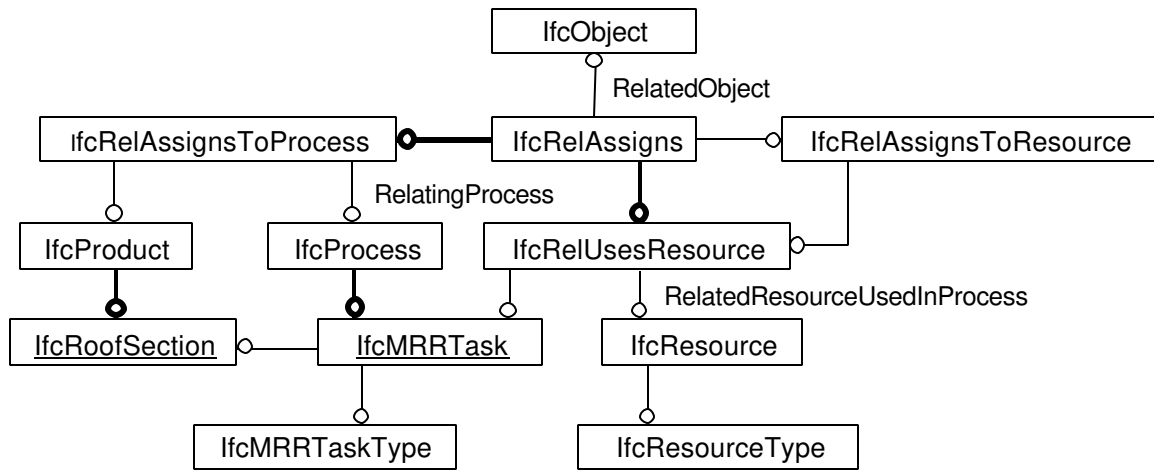 IfcObject
RelatedObject
IfcRelAssignsToProcess
IfcRelAssigns
IfcRelAssignsToResource
RelatingProcess
IfcProduct
IfcProcess
IfcRelUsesResource
RelatedResourceUsedInProcess
IfcRoofSection
IfcMRRTask
IfcResource
IfcMRRTaskType
IfcResourceType